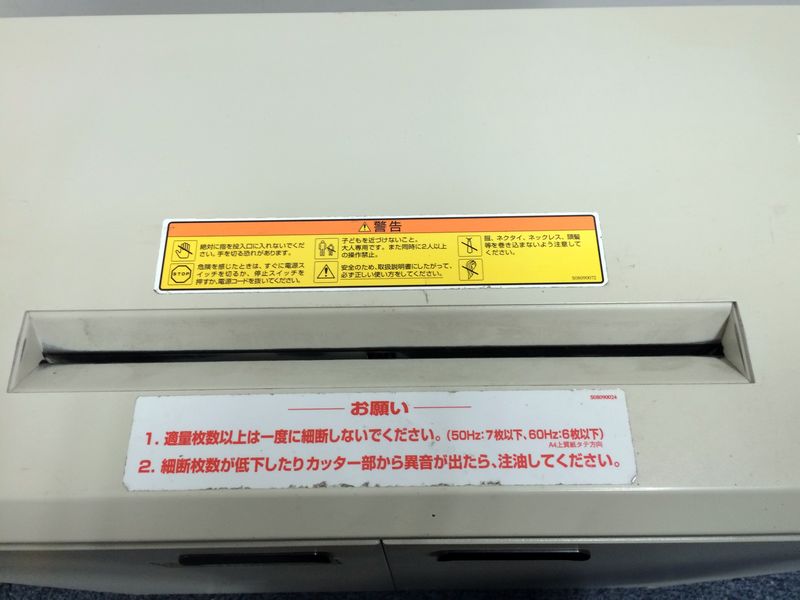 警告
絶対に指を投入口に入れないでくだ
さい。手を切る恐れがあります。
STOP
危険を感じたときは、すぐに電源ス
イッチを切るか、停止スイッチを
押すか、電源コードを抜いてください。
子どもを近づけないこと。
大人専用です。また同時に2人以上
の操作禁止。
安全のため、取扱説明書にしたがって、
必ず正しい使い方をしてください。
服、ネクタイ、ネックレス、頭髪
等を巻き込まないよう注意して
ください。
S08090072
お願い
S08090024
1. 適量枚数以上は一度に細断しないでください。(50Hz:7枚以下、60Hz:6枚以下)
A4上質紙タテ方向
2. 細断枚数が低下したりカッター部から異音が出たら、注油してください。